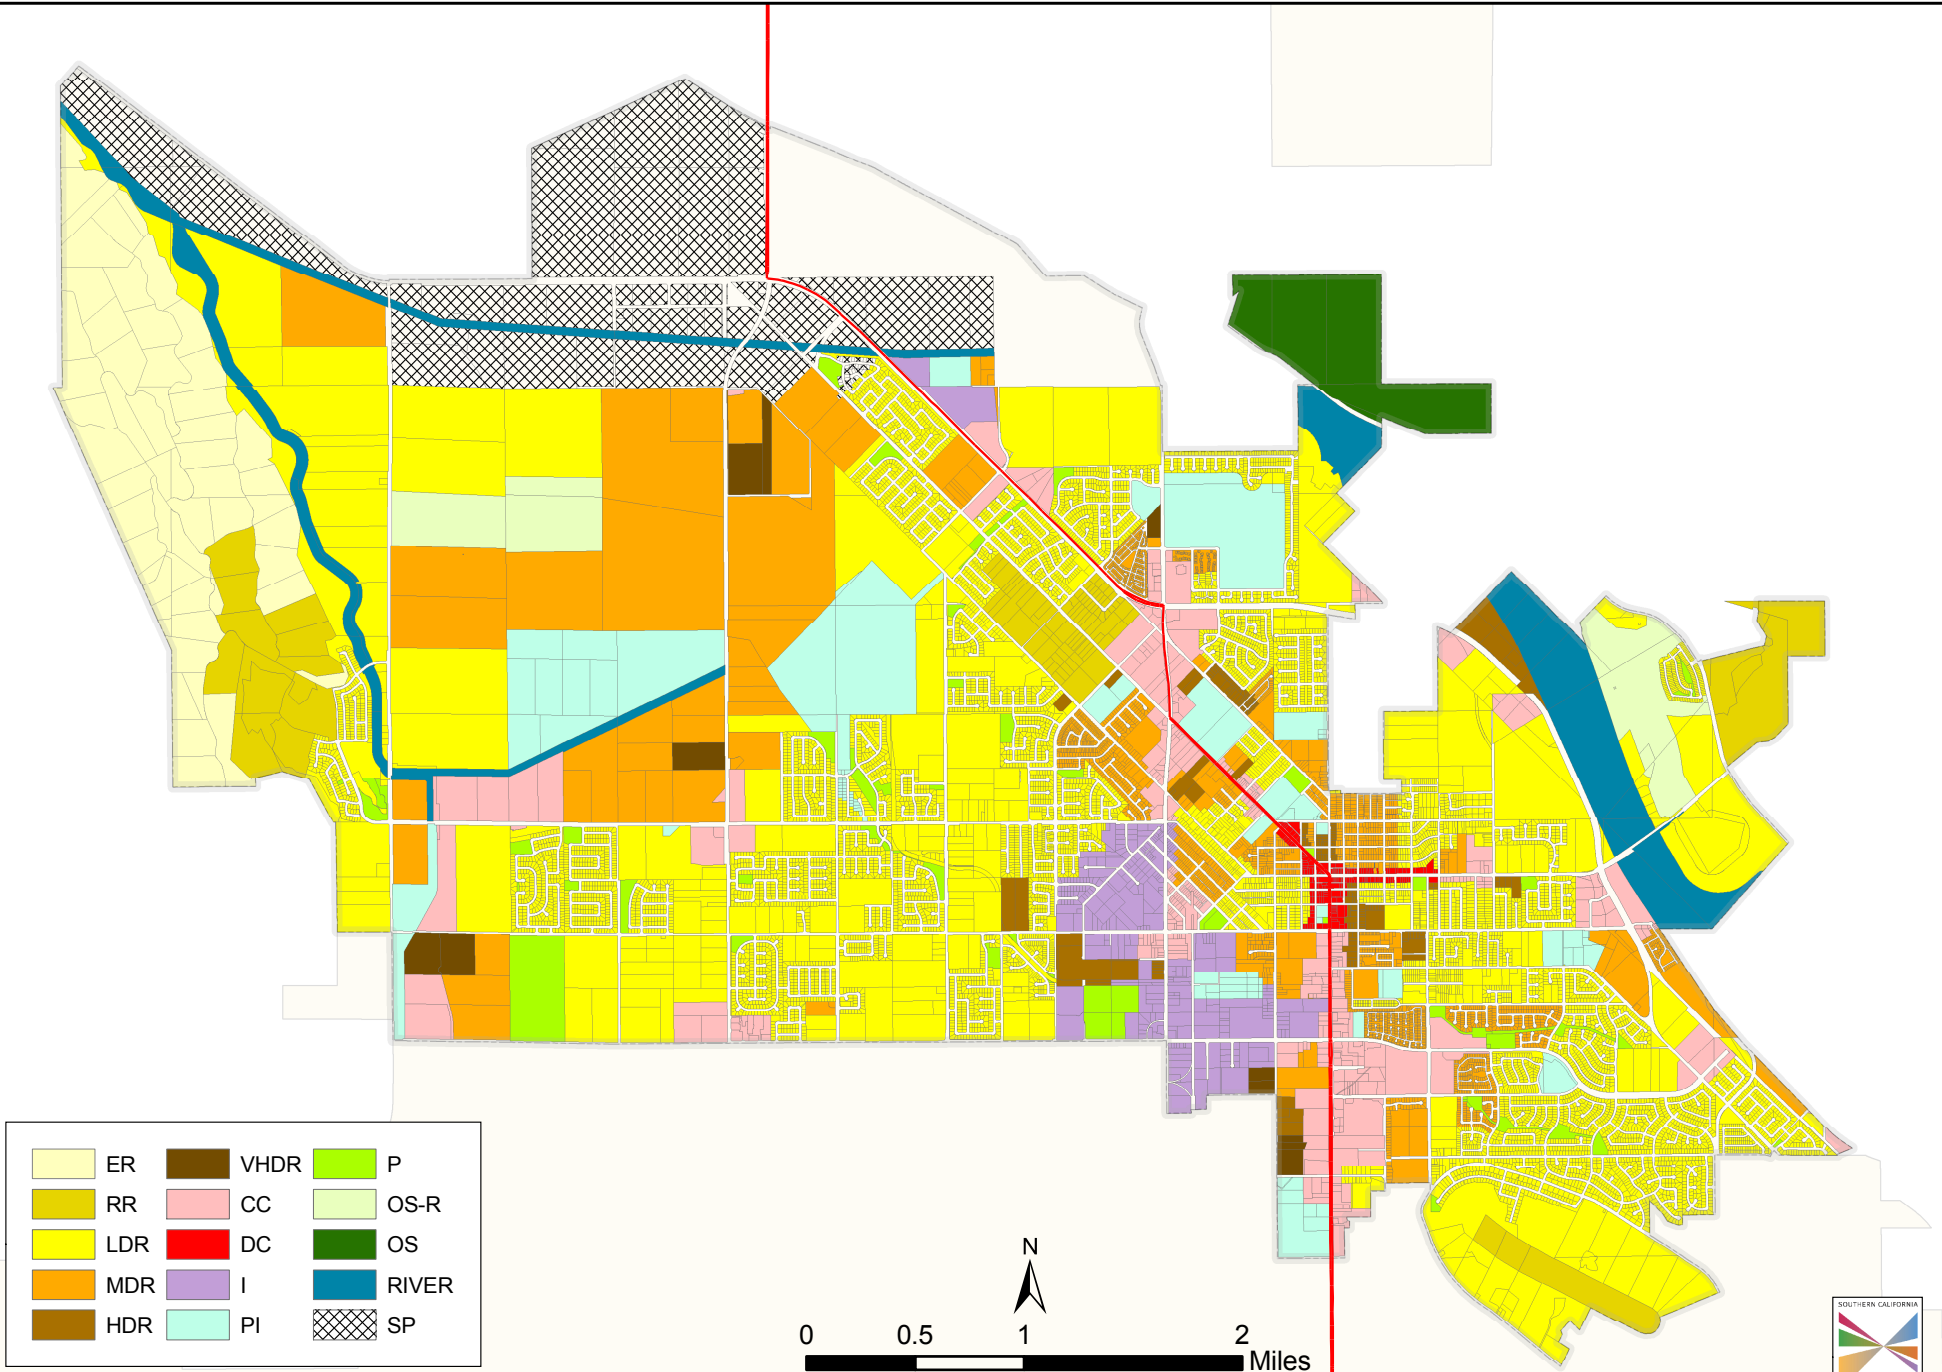 ER
RR
LDR
MDR
HDR
VHDR
CC
DC
I
PI
P
OS-R
OS
RIVER
SP
N
0 0.5 1 2
Miles
SOUTHERN CALIFORNIA